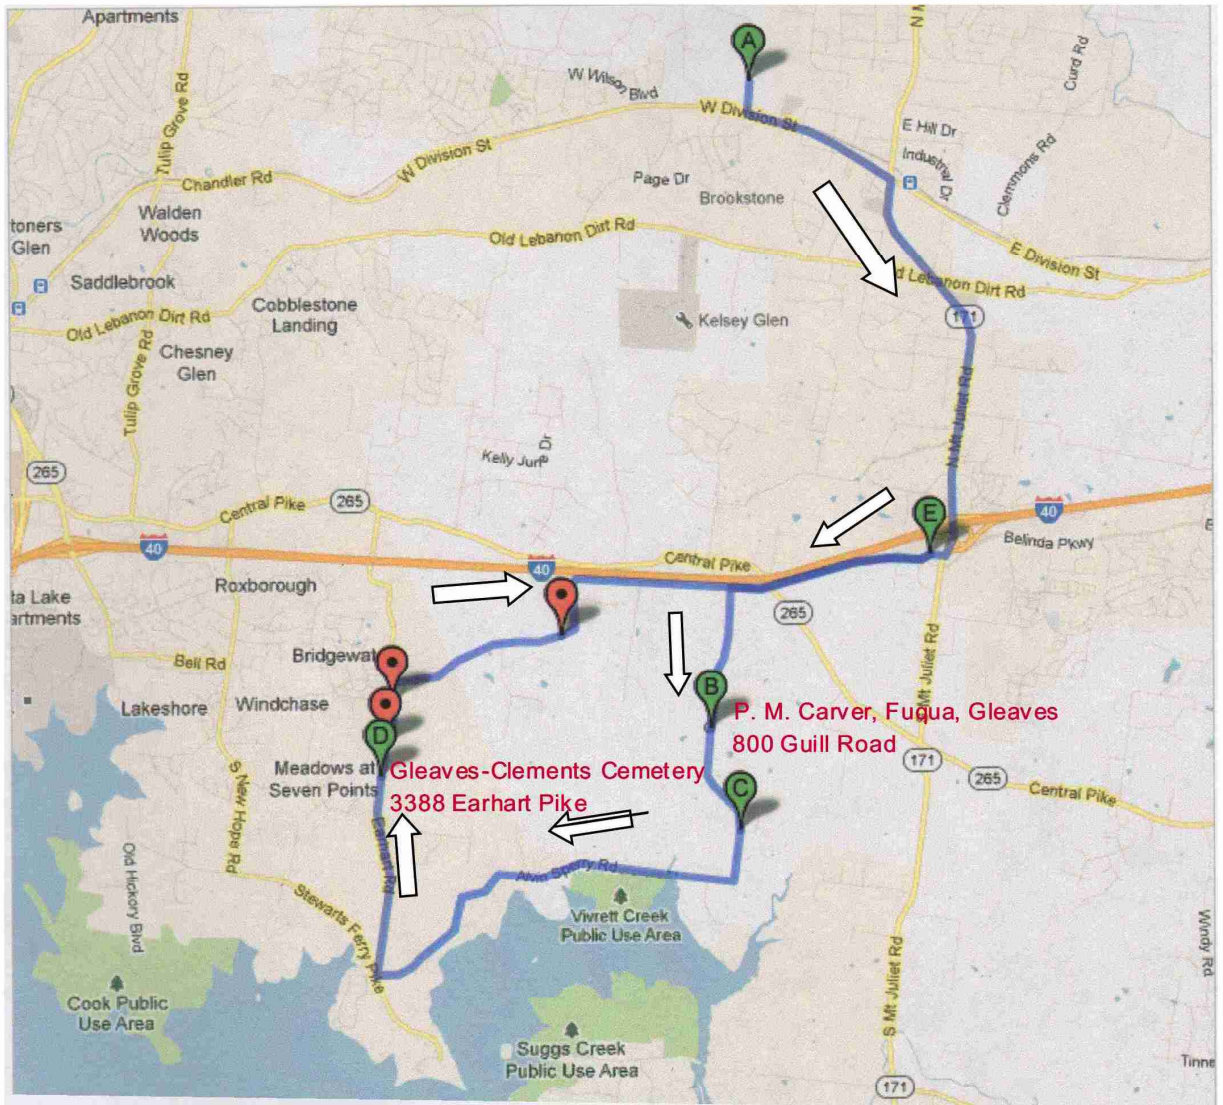 Apartments
N M
A
Curd Rd
W Wilson Blvd
W Division St
E Hill Dr
Tulip Grove Rd
W Division St
Industrial Dr
Clemmons Rd
Chandler Rd
Page Dr
Brookstone
toners
Glen
Walden
Woods
Old Lebanon Dirt Rd
E Division St
Saddlebrook
d Lebanon Dirt Rd
Cobblestone
Landing
Old Lebanon Dirt Rd
171
Kelsey Glen
Chesney
Glen
Tulip Grove Rd
N Mt Juliet Rd
Kelly June Dr
265
265
Central Pike
E
40
Belinda Pkwy
40
40
Central Pike
Roxborough
ta Lake
artments
265
Bridgewat
Bell Rd
S Mt Juliet Rd
B
Lakeshore
Windchase
P. M. Carver, Fuqua, Gleaves
800 Guill Road
D
171
265
Meadows at
Seven Points
Gleaves-Clements Cemetery
3388 Earhart Pike
C
Central Pike
S New Hope Rd
Earhart Rd
Old Hickory Blvd
Alvin Sperry Rd
Stewarts Ferry Pike
Vivrett Creek
Public Use Area
Wndy Rd
S Mt Juliet Rd
Cook Public
Use Area
Suggs Creek
Public Use Area
Tinne
171